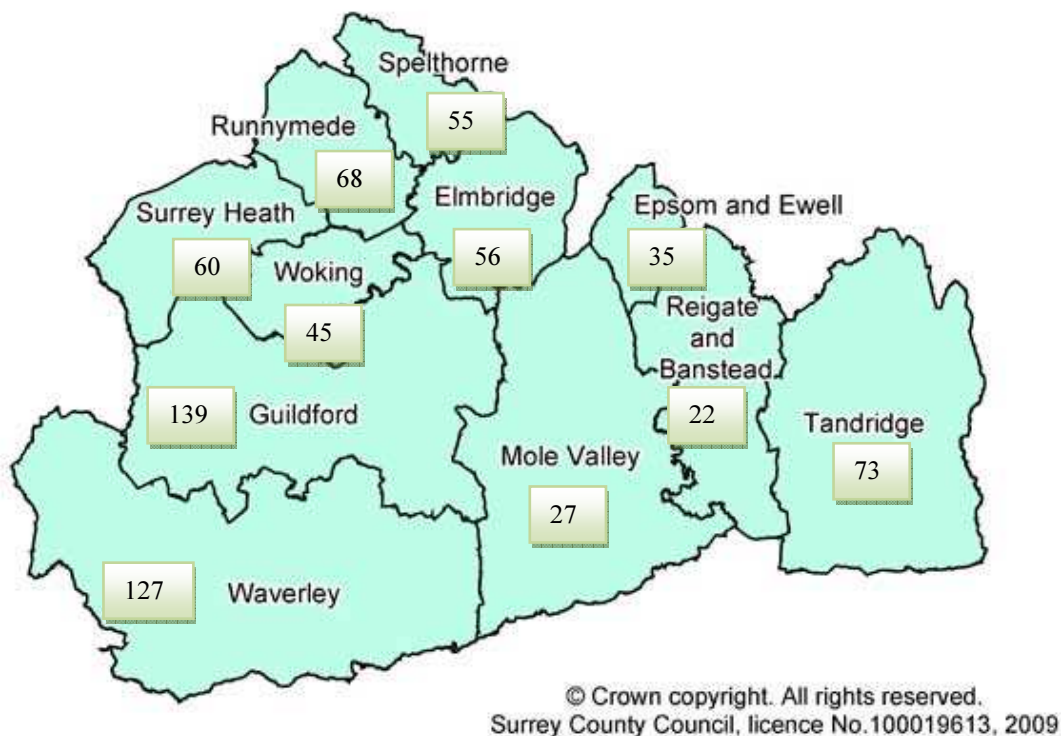 Spelthorne
55
Runnymede
68
Elmbridge
56
Surrey Heath
60
Epsom and Ewell
35
Woking
45
Reigate
and
Banstead
22
139
Guildford
Tandridge
73
Mole Valley
27
127
Waverley
© Crown copyright. All rights reserved.
Surrey County Council, licence No.100019613, 2009